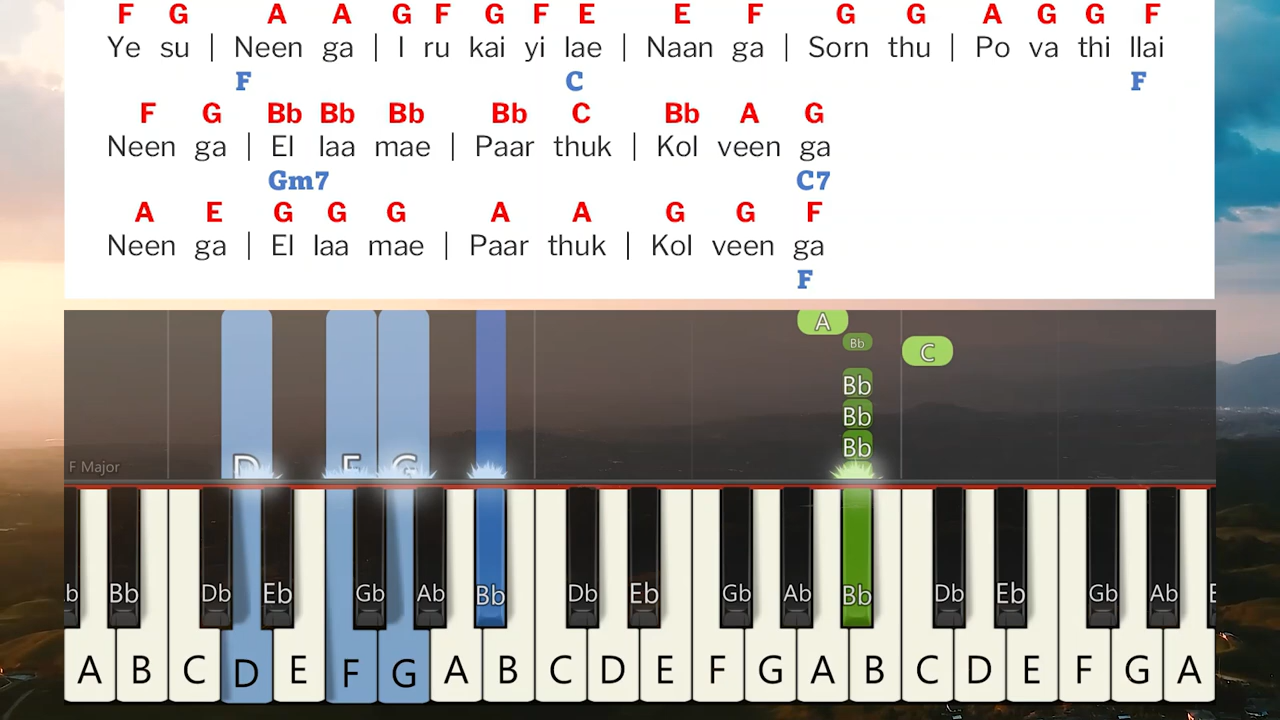 F G A A G F G F E E F G G A G G F
Ye su | Neen ga | I ru kai yi lae | Naan ga | Sorn thu | Po va thi llai
F C F
F G Bb Bb Bb Bb C Bb A G
Neen ga | El laa mae | Paar thuk | Kol veen ga
Gm7 C7
A E G G G A A G G F
Neen ga | El laa mae | Paar thuk | Kol veen ga
F
A
Bb
C
Bb
Bb
Bb
F Major D F G
b Bb Db Eb Gb Ab Bb Db Eb Gb Ab Bb Db Eb Gb Ab E
A B C D E F G A B C D E F G A B C D E F G A